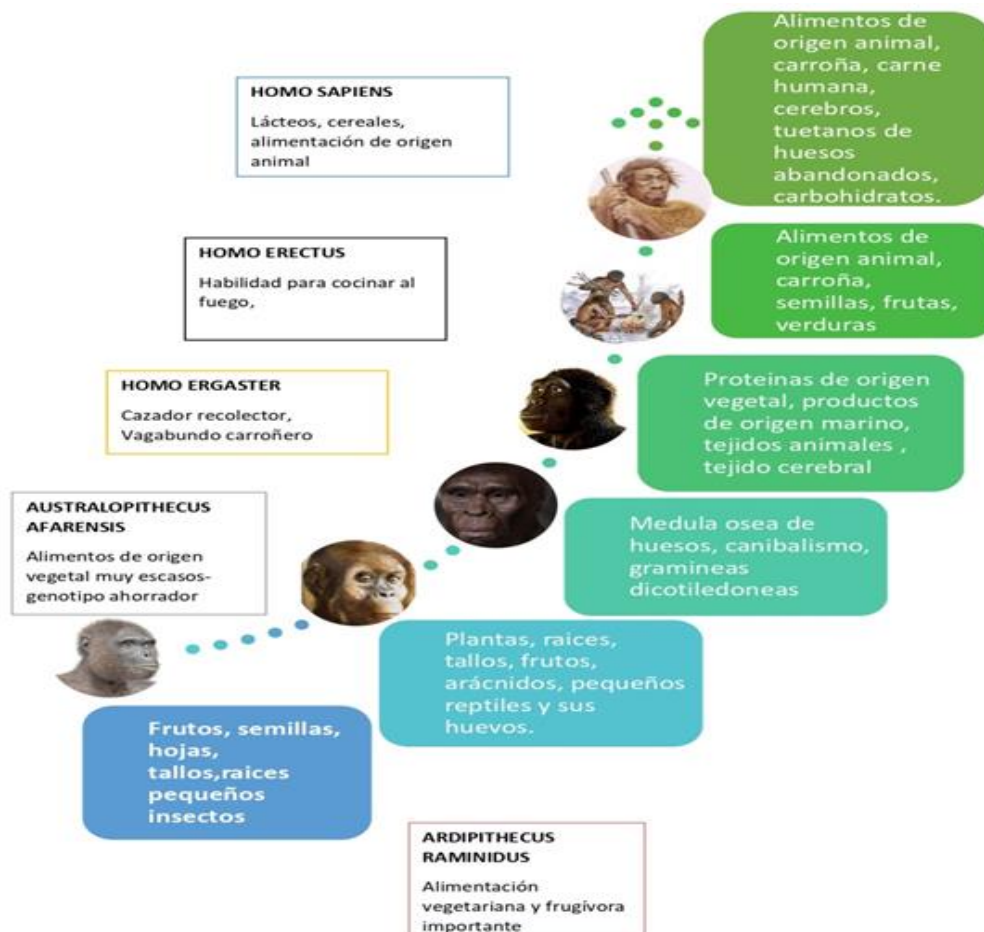 Alimentos de
origen animal,
carroña, carne
humana,
cerebros,
tuetanos de
huesos
abandonados,
carbohidratos.
HOMO SAPIENS
Lácteos, cereales,
alimentación de origen
animal
Alimentos de
origen animal,
carroña,
semillas, frutas,
verduras
HOMO ERECTUS
Habilidad para cocinar al
fuego,
Proteinas de origen
vegetal, productos
de origen marino,
tejidos animales ,
tejido cerebral
HOMO ERGASTER
Cazador recolector,
Vagabundo carroñero
AUSTRALOPITHECUS
AFARENSIS
Alimentos de origen
vegetal muy escasos-
genotipo ahorrador
Medula osea de
huesos, canibalismo,
gramineas
dicotiledoneas
Plantas, raices,
tallos, frutos,
arácnidos, pequeños
reptiles y sus
huevos.
Frutos, semillas,
hojas,
tallos,raices
pequeños
insectos
ARDIPITHECUS
RAMINIDUS
Alimentación
vegetariana y frugívora
importante